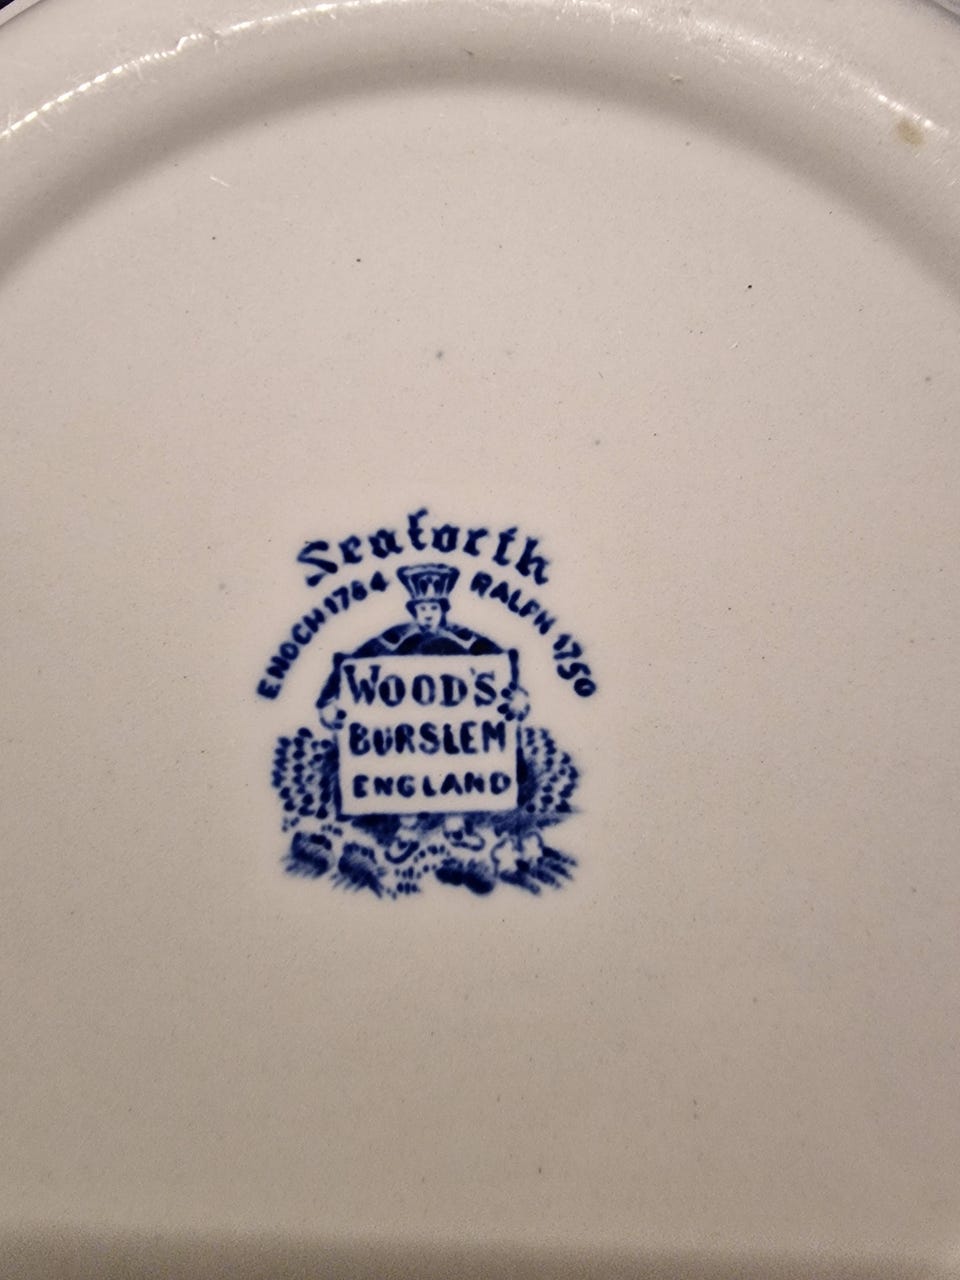 Seaforth
ENOCH 1784 RALPH 1750
WOOD'S
BURSLEM
ENGLAND